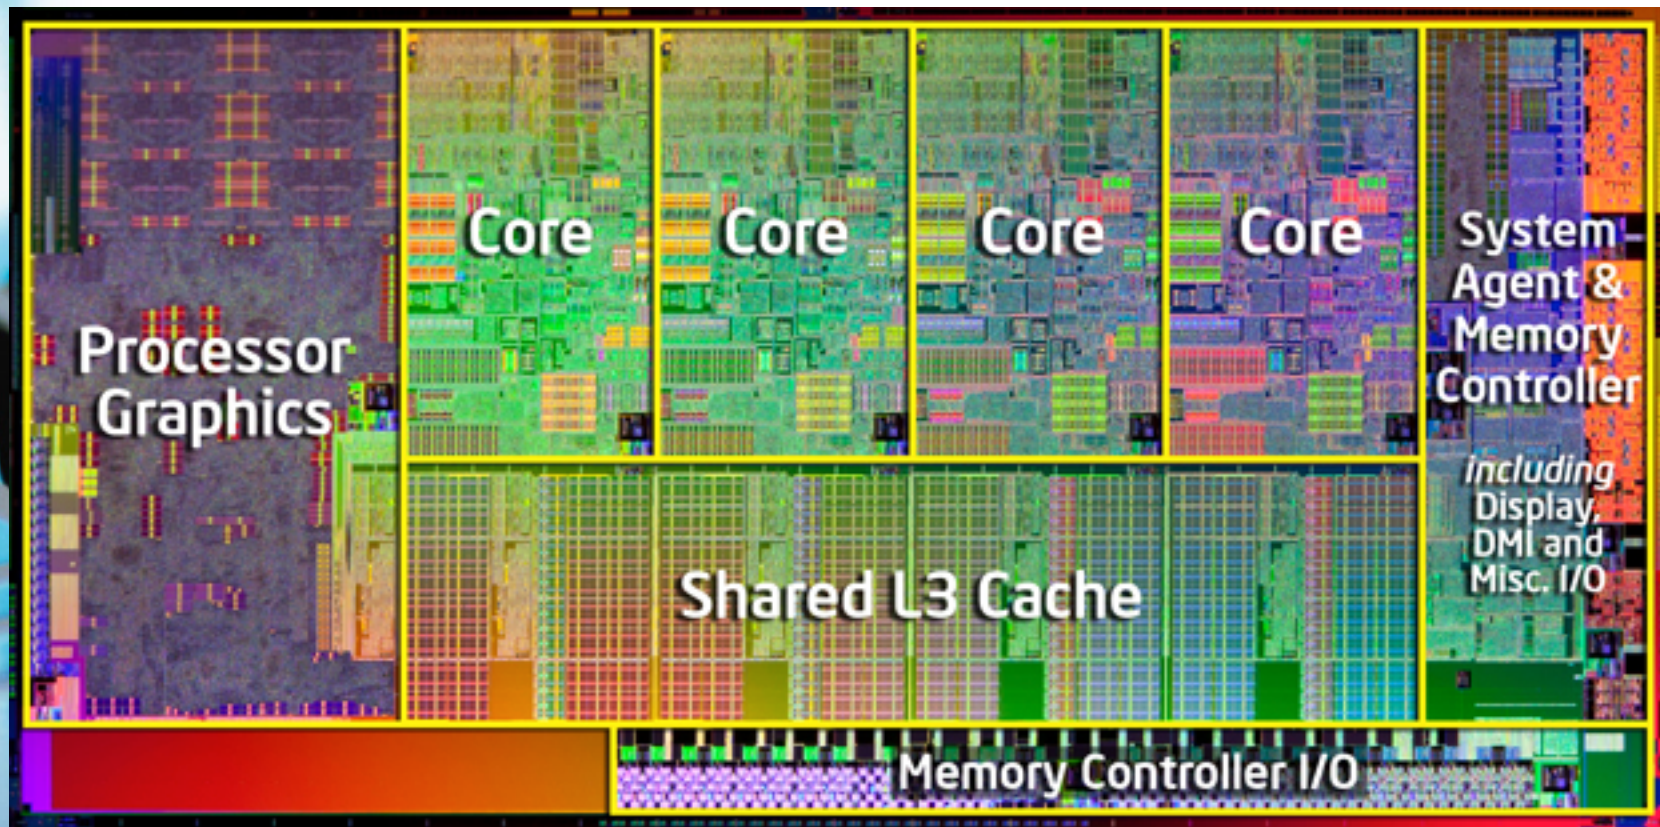 Processor
Graphics
Core
Core
Core
Core
System
Agent &
Memory
Controller
including
Display,
DMI and
Misc. I/O
Shared L3 Cache
Memory Controller I/O